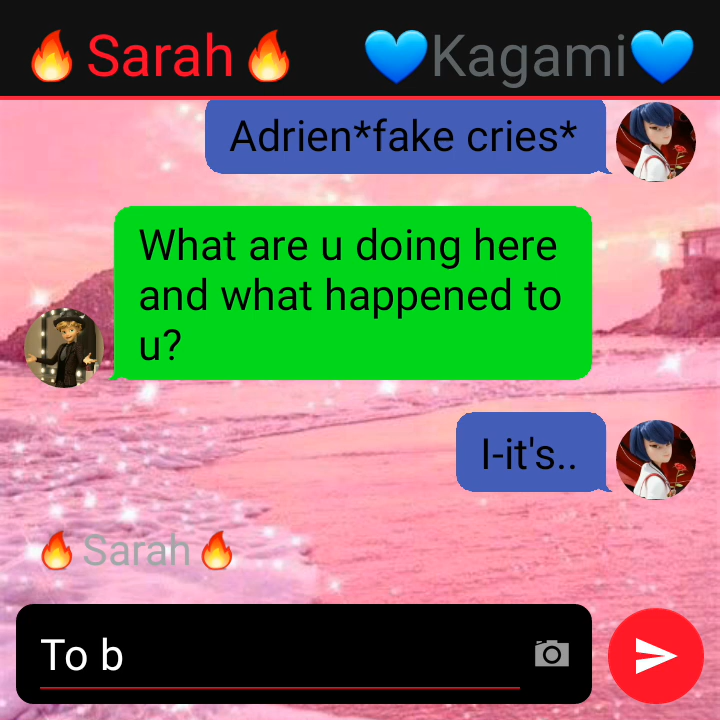 🔥Sarah🔥 💙Kagami💙
Adrien*fake cries*
What are u doing here
and what happened to
u?
I-it's..
🔥Sarah🔥
To b